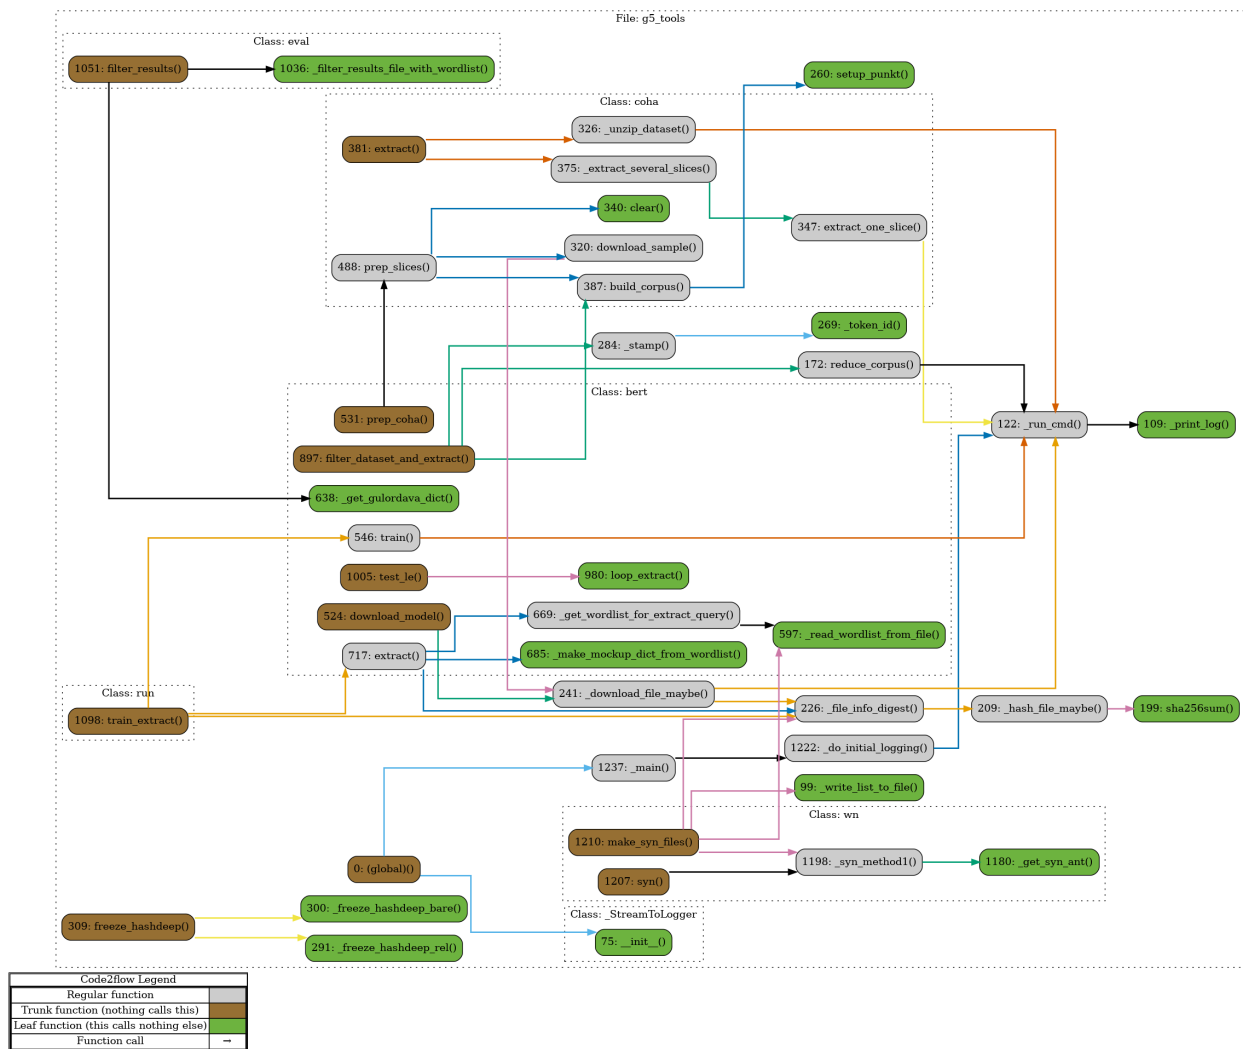 File: g5_tools
Class: eval
1051: filter_results()
1036: _filter_results_file_with_wordlist()
260: setup_punkt()
Class: coha
326: _unzip_dataset()
381: extract()
375: _extract_several_slices()
340: clear()
347: extract_one_slice()
320: download_sample()
488: prep_slices()
387: build_corpus()
269: _token_id()
284: _stamp()
172: reduce_corpus()
Class: bert
531: prep_coha()
122: _run_cmd()
109: _print_log()
897: filter_dataset_and_extract()
638: _get_gulordava_dict()
546: train()
1005: test_le()
980: loop_extract()
524: download_model()
669: _get_wordlist_for_extract_query()
597: _read_wordlist_from_file()
717: extract()
685: _make_mockup_dict_from_wordlist()
Class: run
241: _download_file_maybe()
1098: train_extract()
226: _file_info_digest()
209: _hash_file_maybe()
199: sha256sum()
1222: _do_initial_logging()
1237: _main()
99: _write_list_to_file()
Class: wn
1210: make_syn_files()
1198: _syn_method1()
1180: _get_syn_ant()
0: (global)()
1207: syn()
300: _freeze_hashdeep_bare()
Class: _StreamToLogger
309: freeze_hashdeep()
75: __init__()
291: _freeze_hashdeep_rel()
Code2flow Legend
Regular function
Trunk function (nothing calls this)
Leaf function (this calls nothing else)
Function call →